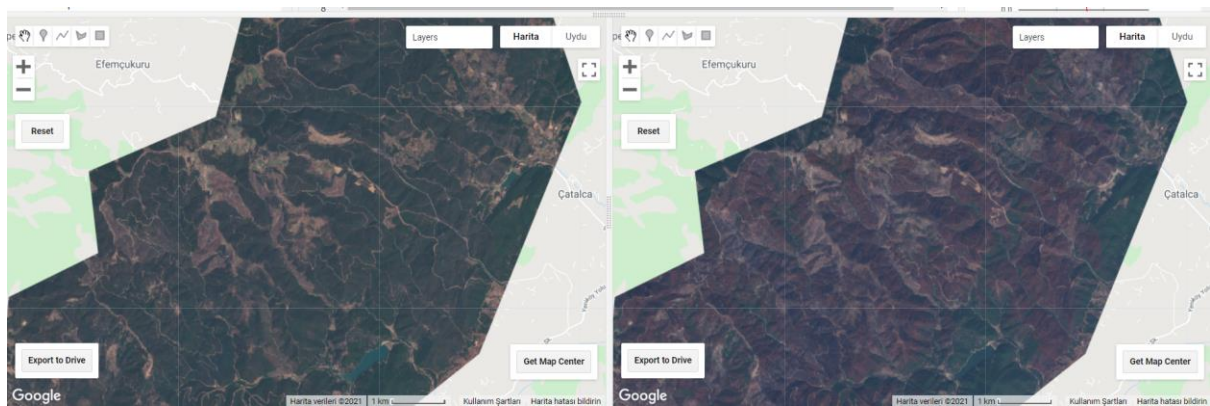 Layers
Harita Uydu
Efemçukuru
Reset
Çatalca
Export to Drive
Get Map Center
Google
Harita verileri ©2021 1 km Kullanım Şartları Harita hatası bildirin
Layers
Harita Uydu
Efemçukuru
Reset
Çatalca
Export to Drive
Get Map Center
Google
Harita verileri ©2021 1 km Kullanım Şartları Harita hatası bildirin